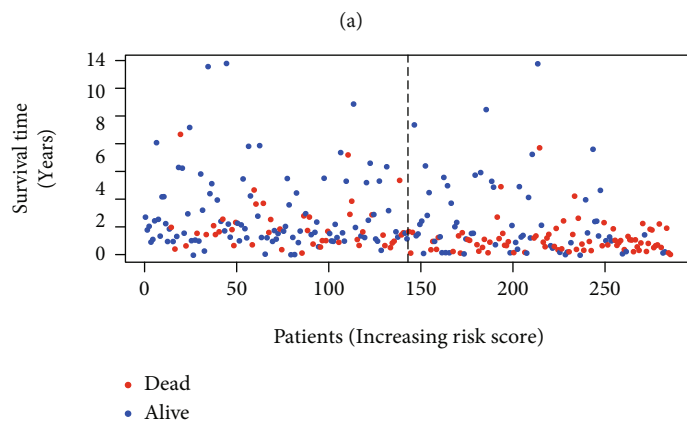 (a)
Survival time
(Years)
14
10
8
6
4
2
0
0 50 100 150 200 250
Patients (Increasing risk score)
Dead
Alive